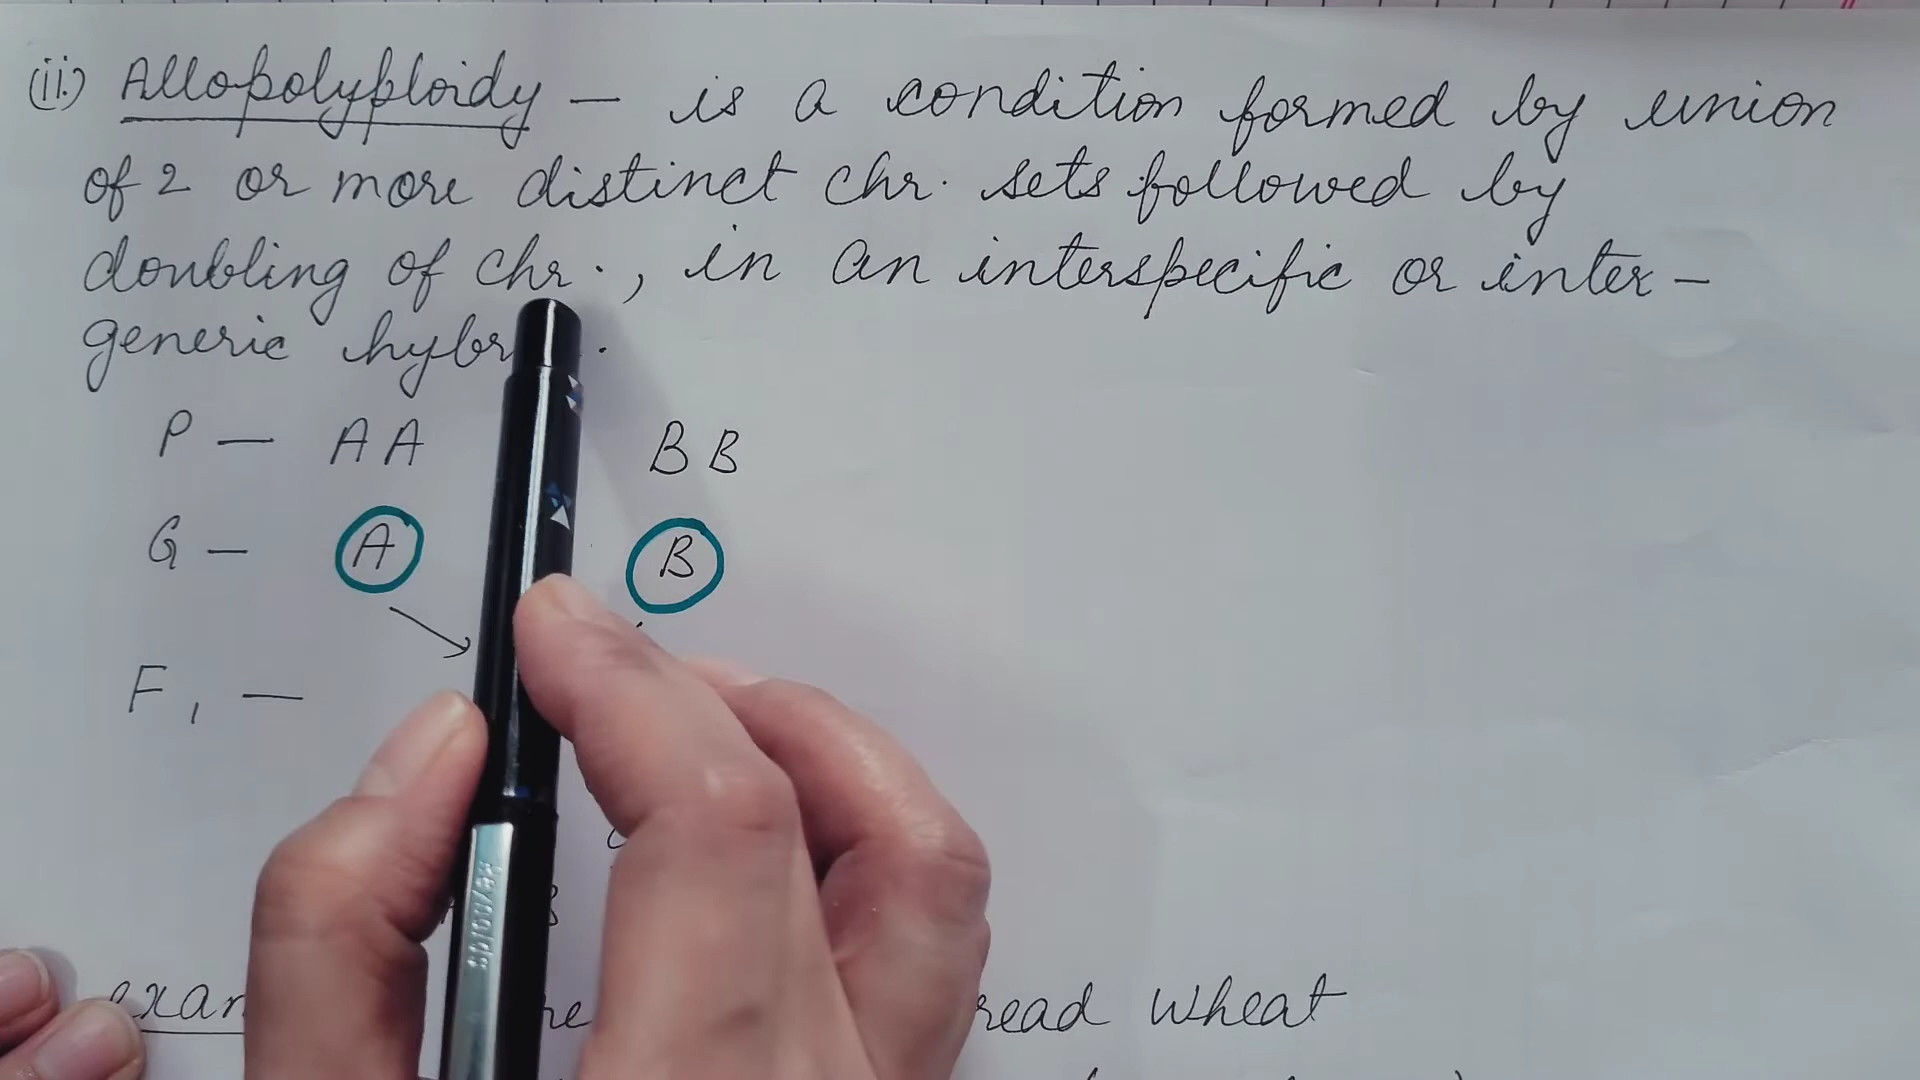 (ii) Allopolyploidy – is a condition formed by union
of 2 or more distinct chr. sets followed by
doubling of chr., in an interspecific or inter-
generic
P – AA BB
G – A B
F1 –
wheat
reynolds